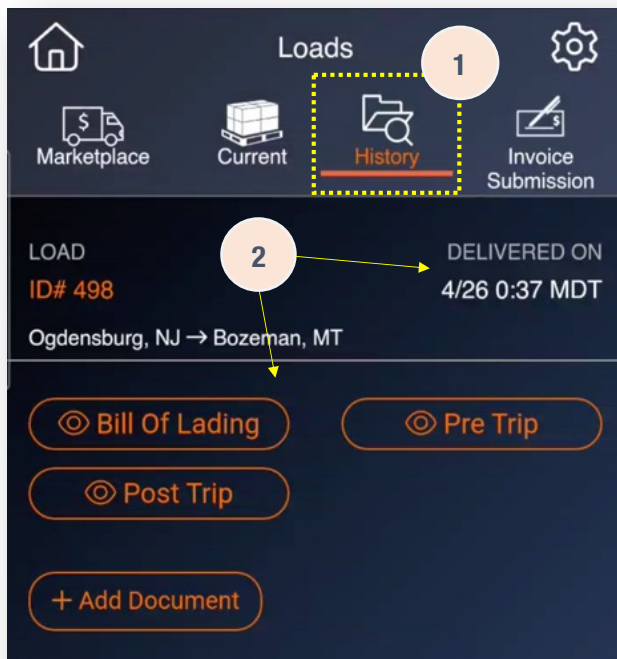 Loads
1
Marketplace
Current
History
Invoice
Submission
LOAD
2
DELIVERED ON
ID# 498
4/26 0:37 MDT
Ogdensburg, NJ → Bozeman, MT
Bill Of Lading
Pre Trip
Post Trip
+ Add Document